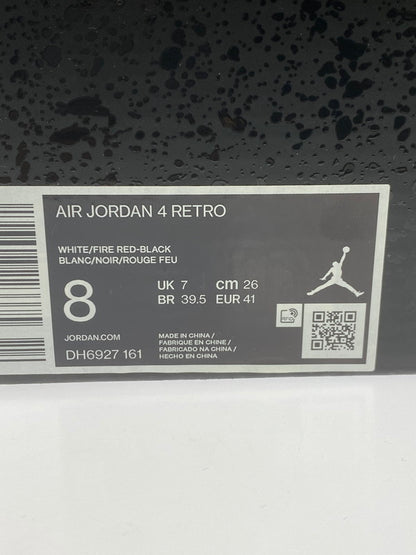 AIR JORDAN 4 RETRO
WHITE/FIRE RED-BLACK
BLANC/NOIR/ROUGE FEU
8
UK 7 cm 26
BR 39.5 EUR 41
JORDAN.COM
DH6927 161
MADE IN CHINA /
FABRIQUE EN CHINE /
FABRICADO NA CHINA /
HECHO EN CHINA